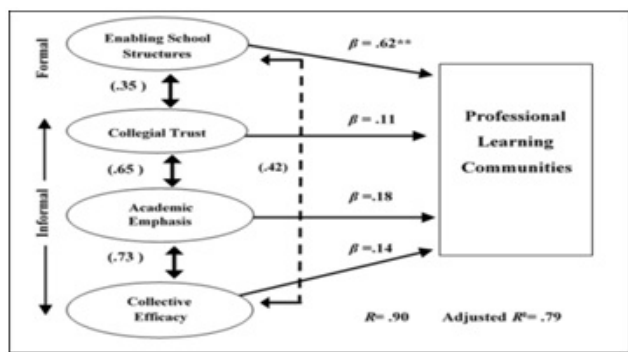 Formal
Informal
Enabling School
Structures
(.35 )
Collegial Trust
(.65 )
Academic
Emphasis
(.73 )
Collective
Efficacy
(.42)
β = .62**
β = .11
β =.18
β =.14
Professional
Learning
Communities
R= .90 Adjusted R²= .79